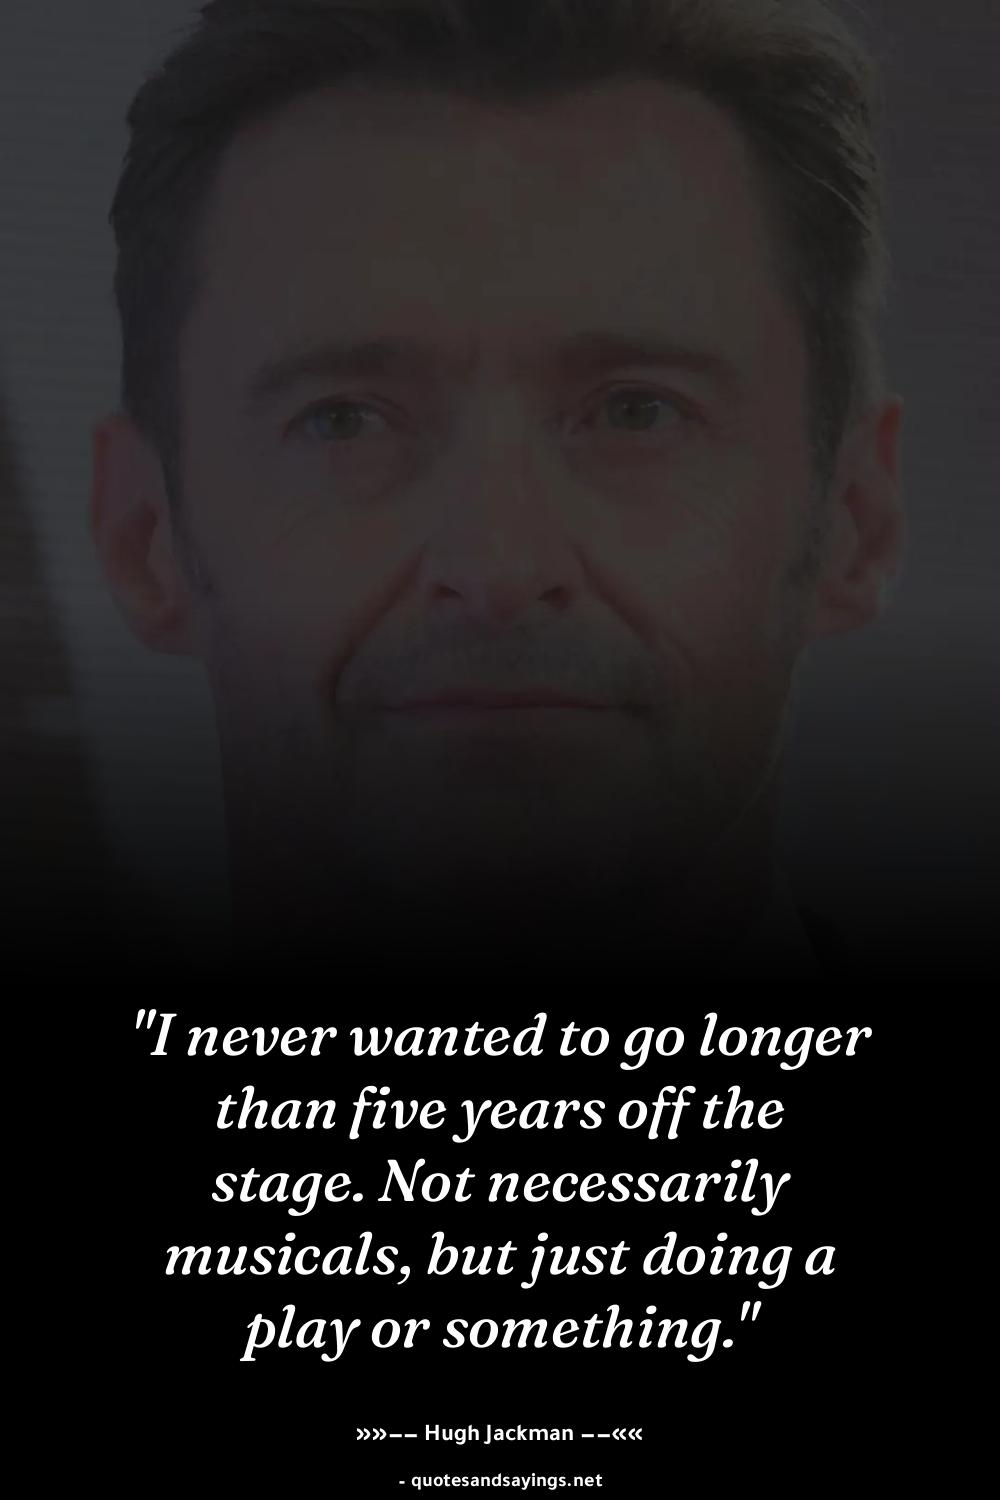 "I never wanted to go longer
than five years off the
stage. Not necessarily
musicals, but just doing a
play or something."
»»−− Hugh Jackman −−««
- quotesandsayings.net